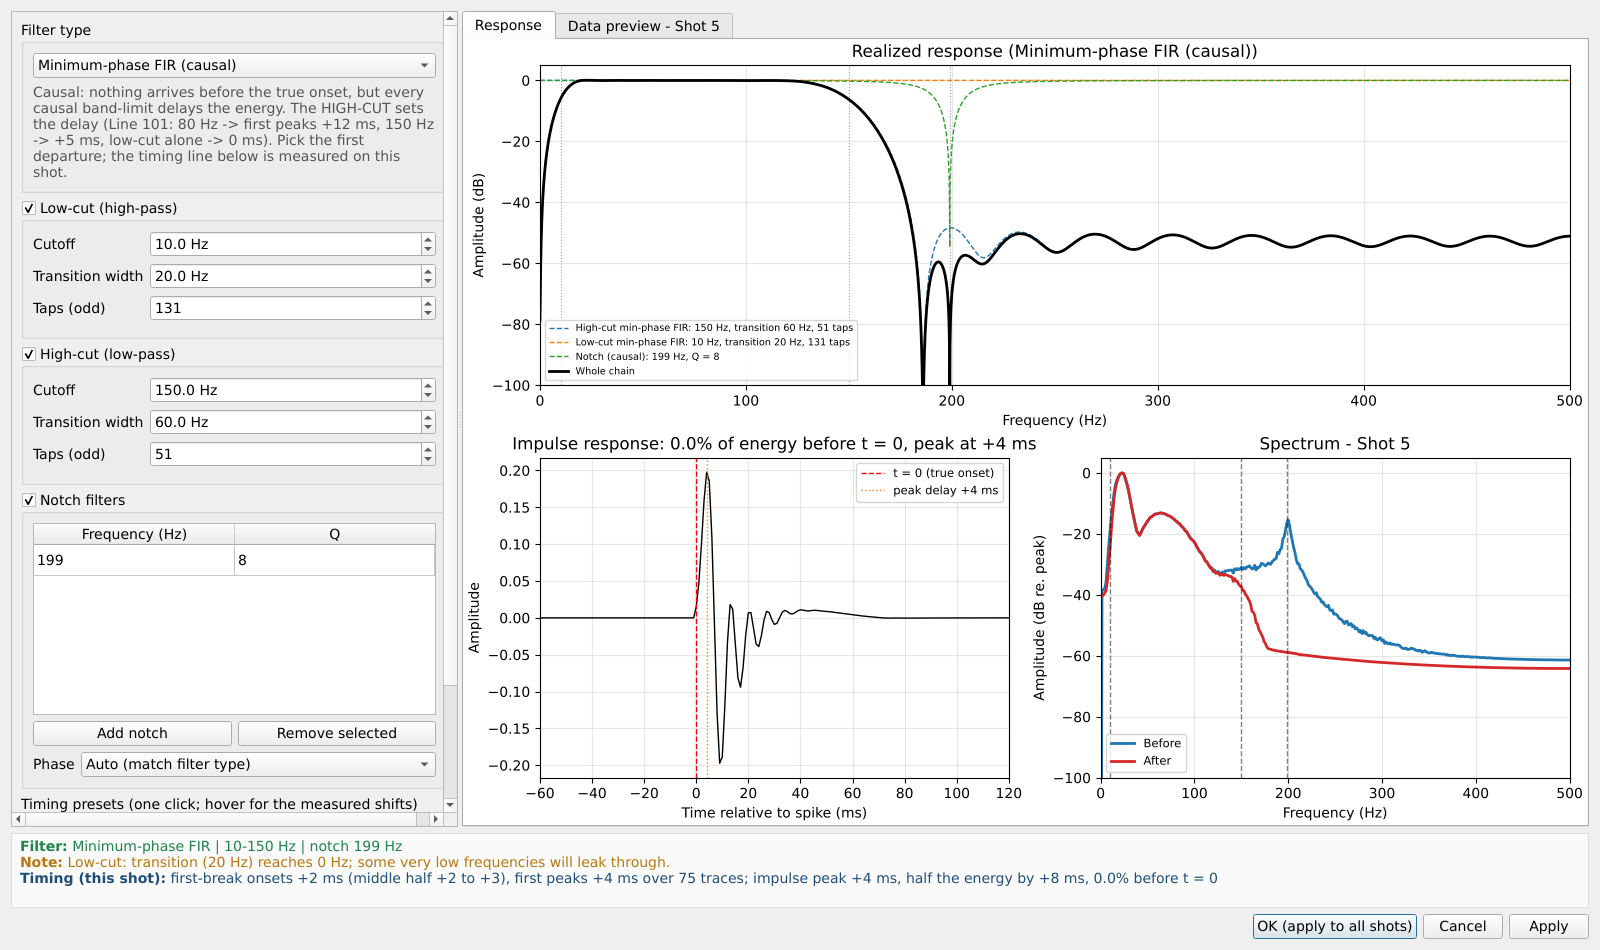 Filter type
Minimum-phase FIR (causal)
Causal: nothing arrives before the true onset, but every
causal band-limit delays the energy. The HIGH-CUT sets
the delay (Line 101: 80 Hz -> first peaks +12 ms, 150 Hz
-> +5 ms, low-cut alone -> 0 ms). Pick the first
departure; the timing line below is measured on this
shot.
Low-cut (high-pass)
Cutoff 10.0 Hz
Transition width 20.0 Hz
Taps (odd) 131
High-cut (low-pass)
Cutoff 150.0 Hz
Transition width 60.0 Hz
Taps (odd) 51
Notch filters
Frequency (Hz) Q
199 8
Add notch Remove selected
Phase Auto (match filter type)
Timing presets (one click; hover for the measured shifts)
Response Data preview - Shot 5
Realized response (Minimum-phase FIR (causal))
Amplitude (dB)
0
−20
−40
−60
−80
−100
High-cut min-phase FIR: 150 Hz, transition 60 Hz, 51 taps
Low-cut min-phase FIR: 10 Hz, transition 20 Hz, 131 taps
Notch (causal): 199 Hz, Q = 8
Whole chain
0 100 200 300 400 500
Frequency (Hz)
Impulse response: 0.0% of energy before t = 0, peak at +4 ms
Amplitude
0.20
0.15
0.10
0.05
0.00
−0.05
−0.10
−0.15
−0.20
t = 0 (true onset)
peak delay +4 ms
−60 −40 −20 0 20 40 60 80 100 120
Time relative to spike (ms)
Spectrum - Shot 5
Amplitude (dB re. peak)
0
−20
−40
−60
−80
−100
Before
After
0 100 200 300 400 500
Frequency (Hz)
Filter: Minimum-phase FIR | 10-150 Hz | notch 199 Hz
Note: Low-cut: transition (20 Hz) reaches 0 Hz; some very low frequencies will leak through.
Timing (this shot): first-break onsets +2 ms (middle half +2 to +3), first peaks +4 ms over 75 traces; impulse peak +4 ms, half the energy by +8 ms, 0.0% before t = 0
OK (apply to all shots) Cancel Apply